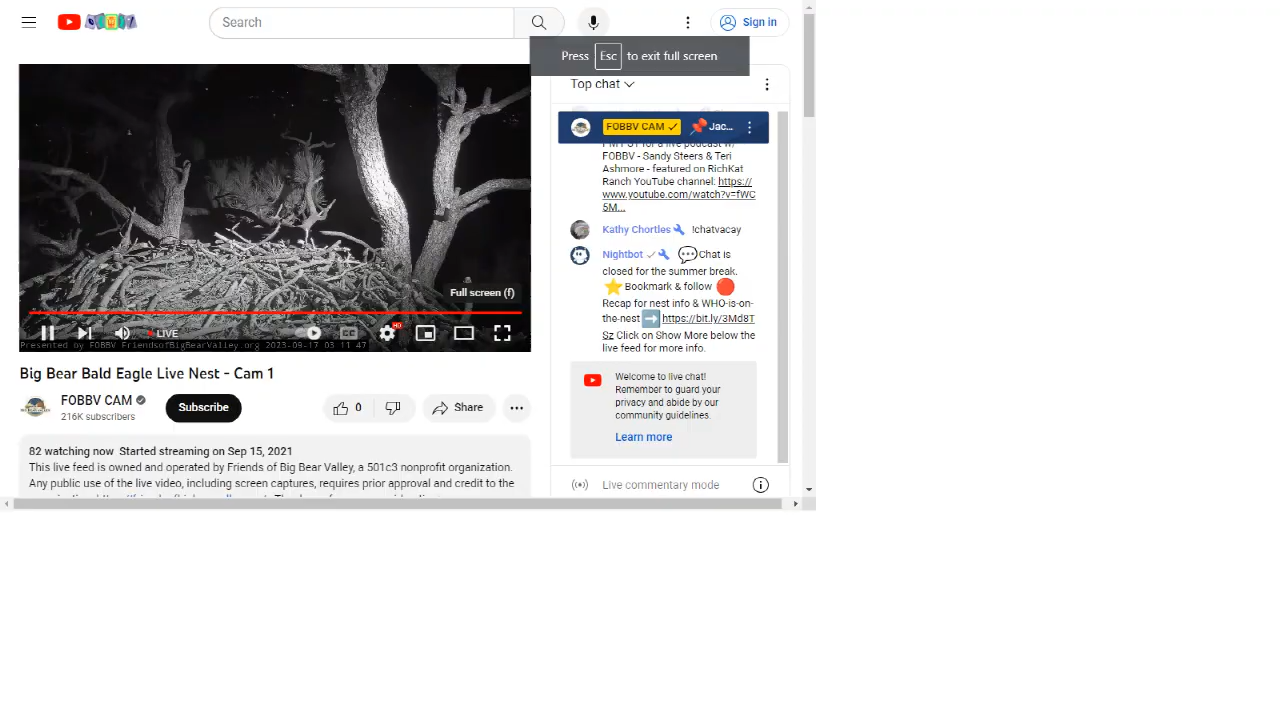 Search
Sign in
Press Esc to exit full screen
Top chat
FOBBV CAM Jac...
FOBBV - Sandy Steers & Teri
Ashmore - featured on RichKat
Ranch YouTube channel: https://
www.youtube.com/watch?v=fWC
5M...
Kathy Chortles !chatvacay
Nightbot Chat is
closed for the summer break.
Bookmark & follow
Recap for nest info & WHO-is-on-
the-nest https://bit.ly/3Md8T
Sz Click on Show More below the
live feed for more info.
Welcome to live chat!
Remember to guard your
privacy and abide by our
community guidelines.
Learn more
Live commentary mode
Full screen (f)
LIVE
HD
Presented by FOBBV FriendsofBigBearValley.org 2023-09-17 03 11 47
Big Bear Bald Eagle Live Nest - Cam 1
FOBBV CAM
216K subscribers
Subscribe
0
Share
82 watching now Started streaming on Sep 15, 2021
This live feed is owned and operated by Friends of Big Bear Valley, a 501c3 nonprofit organization.
Any public use of the live video, including screen captures, requires prior approval and credit to the